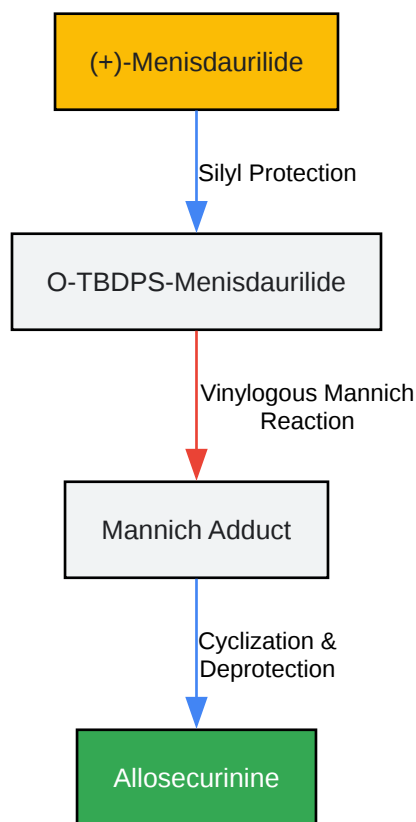 (+)-Menisdaurilide
Silyl Protection
O-TBDPS-Menisdaurilide
Vinylogous Mannich
Reaction
Mannich Adduct
Cyclization &
Deprotection
Allosecurinine